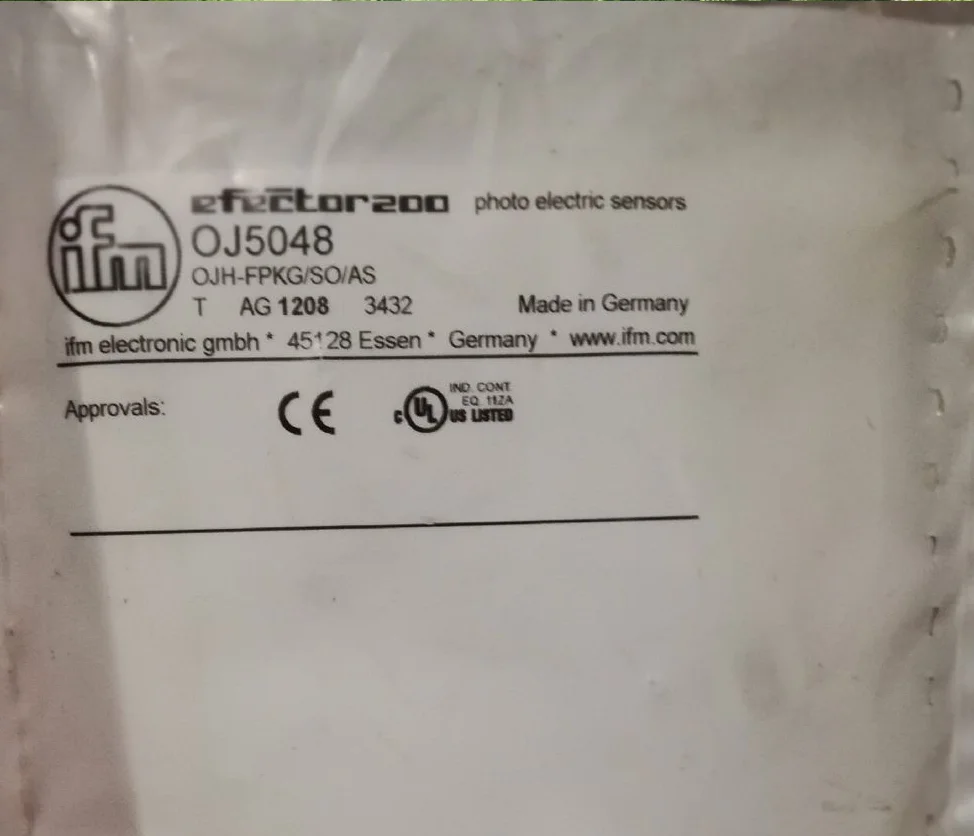 efector200 photo electric sensors
ifm
OJ5048
OJH-FPKG/SO/AS
T AG 1208 3432 Made in Germany
ifm electronic gmbh * 45128 Essen * Germany * www.ifm.com
Approvals: CE
IND. CONT.
EQ. 11ZA
C UL US LISTED